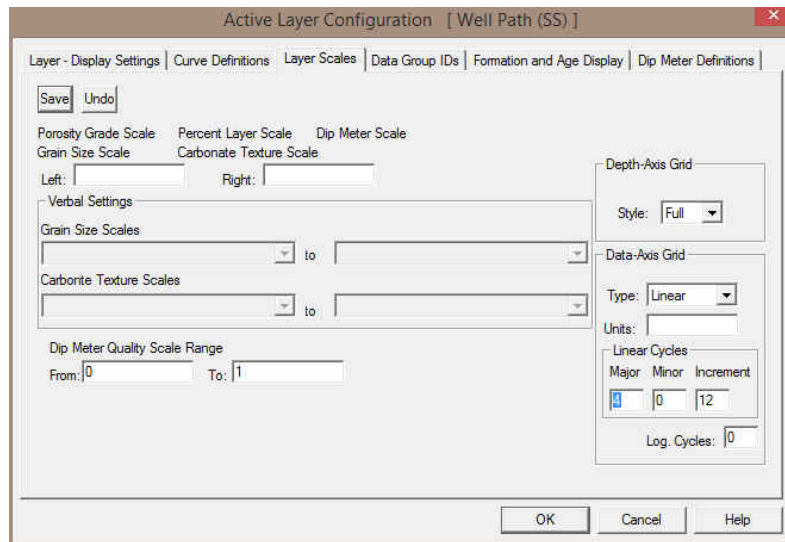 Active Layer Configuration [ Well Path (SS) ]
x
Layer - Display Settings Curve Definitions Layer Scales Data Group IDs Formation and Age Display Dip Meter Definitions
Save Undo
Porosity Grade Scale Percent Layer Scale Dip Meter Scale
Grain Size Scale Carbonate Texture Scale
Left: Right:
Verbal Settings
Grain Size Scales
to
Carbonte Texture Scales
to
Dip Meter Quality Scale Range
From: 0 To: 1
Depth-Axis Grid
Style: Full
Data-Axis Grid
Type: Linear
Units:
Linear Cycles
Major Minor Increment
4 0 12
Log. Cycles: 0
OK Cancel Help